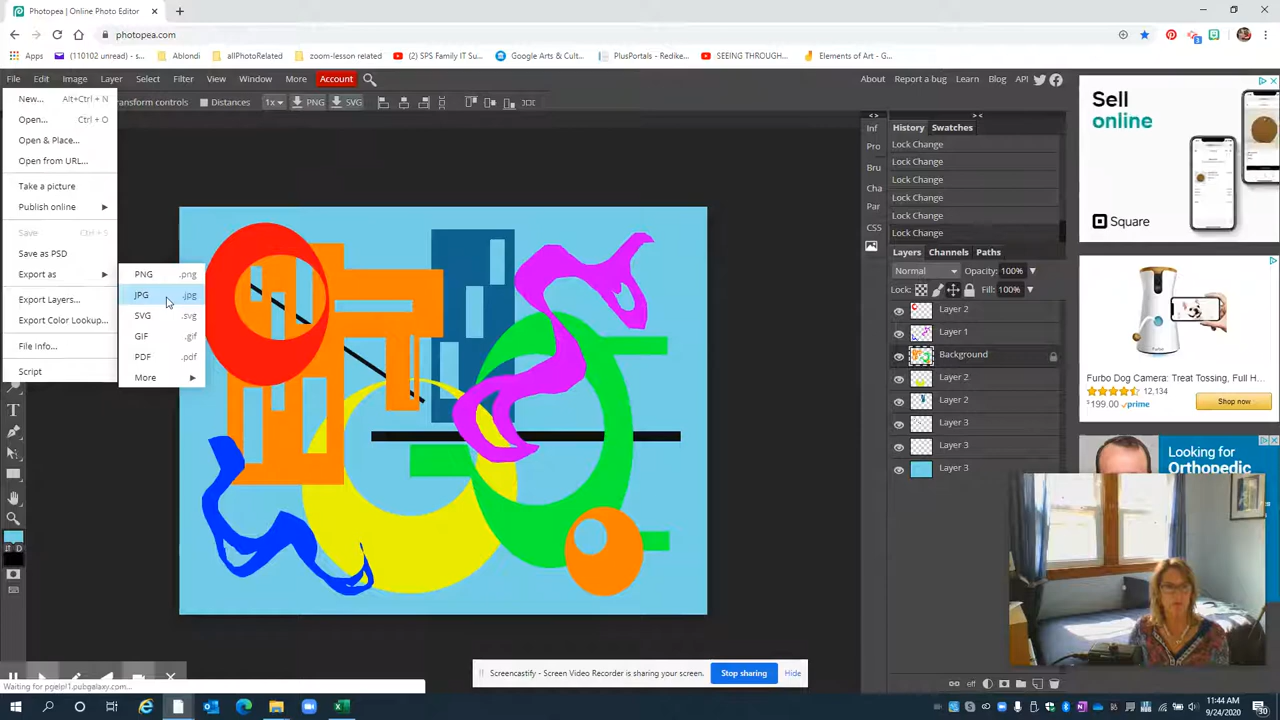 Photopea | Online Photo Editor
photopea.com
Apps
(110102 unread) - s...
Ablondi
allPhotoRelated
zoom-lesson related
(2) SPS Family IT Su...
Google Arts & Cult...
PlusPortals - Redike...
SEEING THROUGH...
Elements of Art - G...
File Edit Image Layer Select Filter View Window More Account
About Report a bug Learn Blog API
ransform controls Distances 1x PNG SVG
New... Alt+Ctrl + N
Open... Ctrl + O
Open & Place...
Open from URL...
Take a picture
Publish online
Save Ctrl + S
Save as PSD
Export as
Export Layers...
Export Color Lookup...
File Info...
Script
PNG .png
JPG .jpg
SVG .svg
GIF .gif
PDF .pdf
More
Inf
Pro
Bru
Cha
Par
CSS
History Swatches
Lock Change
Lock Change
Lock Change
Lock Change
Lock Change
Lock Change
Layers Channels Paths
Normal Opacity: 100%
Lock: Fill: 100%
Layer 2
Layer 1
Background
Layer 2
Layer 2
Layer 3
Layer 3
Layer 3
off
Sell
online
Square
Furbo Dog Camera: Treat Tossing, Full H...
12,134
$199.00 prime
Shop now
Looking for
Orthopedic
Screencastify - Screen Video Recorder is sharing your screen.
Stop sharing
Hide
Waiting for pgelpl1.pubgalaxy.com...
11:44 AM
9/24/2020
30